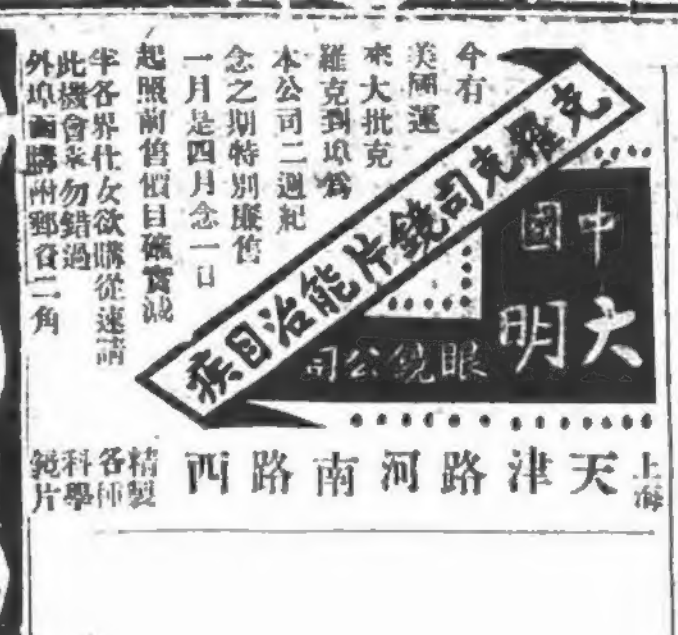 克羅克司鏡片能治目疾
中國
大明
眼鏡公司
今有
美國運
來大批克
羅克到埠爲
本公司二週紀
念之期特別廉售
一月是四月念一日
起照前售價目確實減
半各界仕女欲購從速請
此機會幸勿錯過
外埠函購附郵資二角
上海
天津路河南路西
精製
各種
科學
鏡片